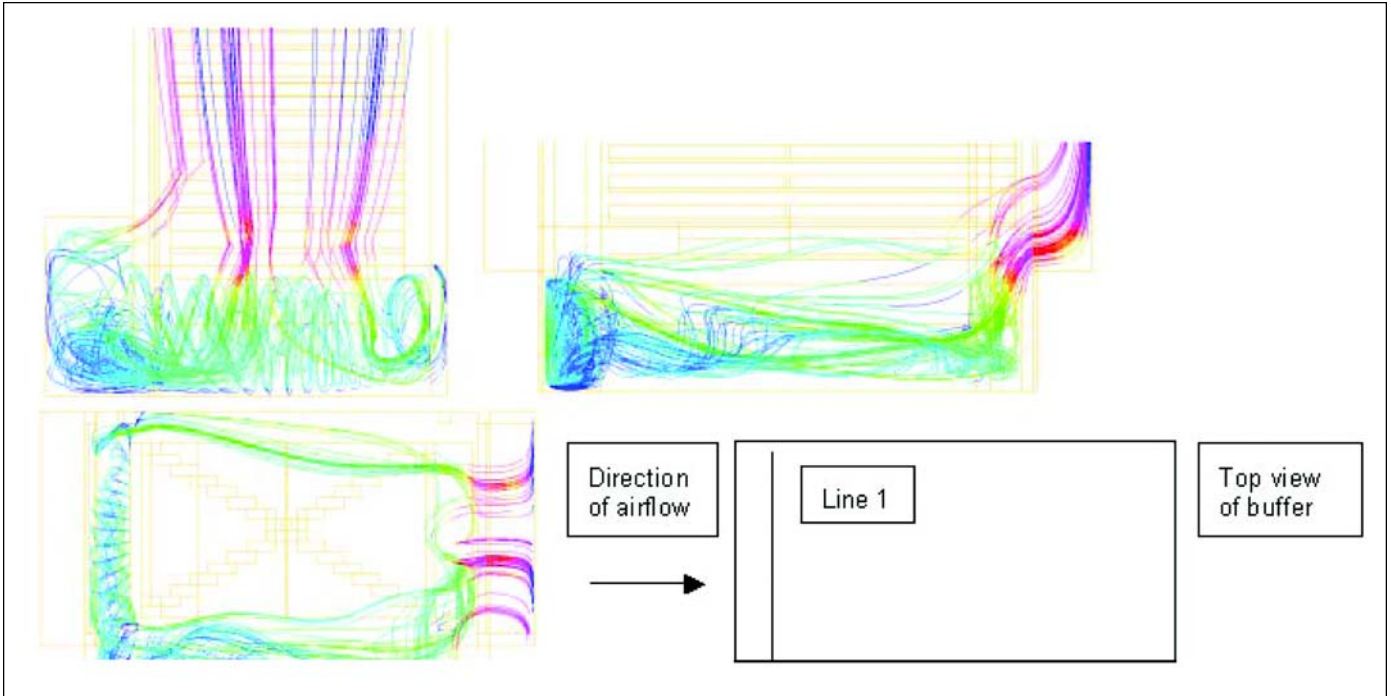 Direction
of airflow
Line 1
Top view
of buffer